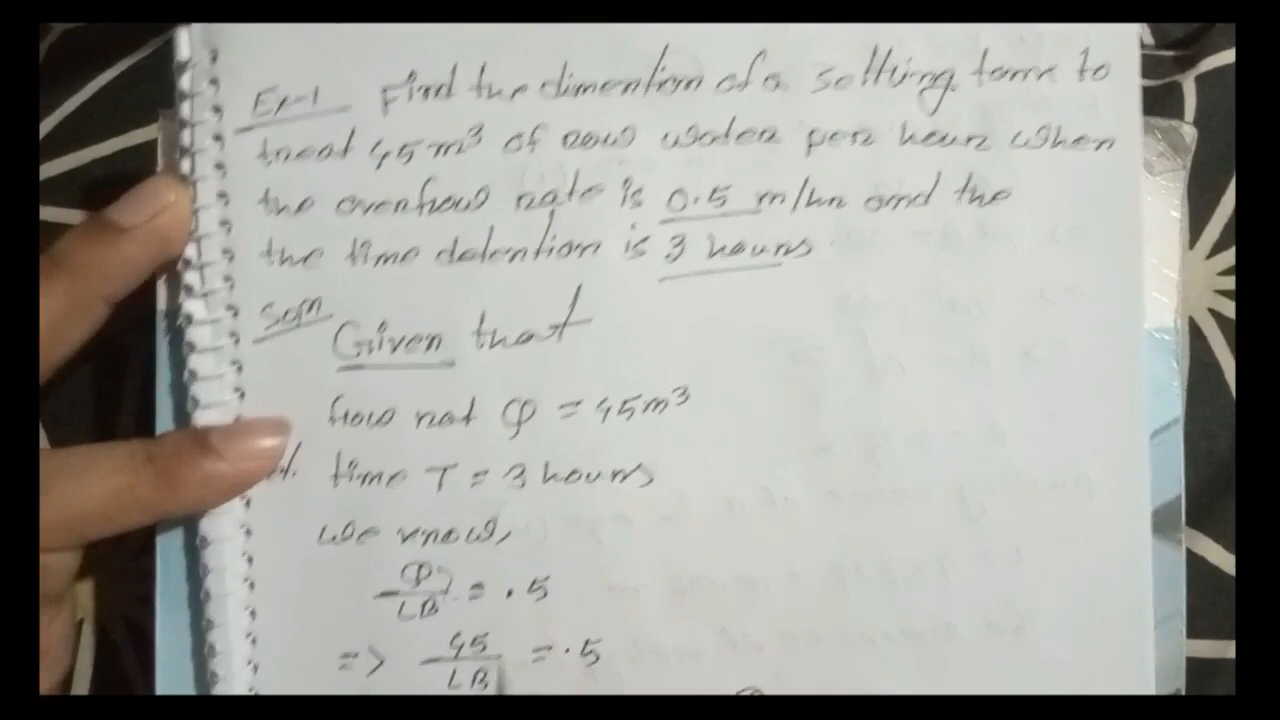 Ex-1 Find the dimention of a settling tank to
treat 45 m³ of raw water per hour when
the overflow rate is 0.5 m/hr and the
the time detention is 3 hours
Soln
Given that
flow rat Q = 45m³
time T = 3 hours
we know,
Q/LB = .5
=> 45/LB = .5